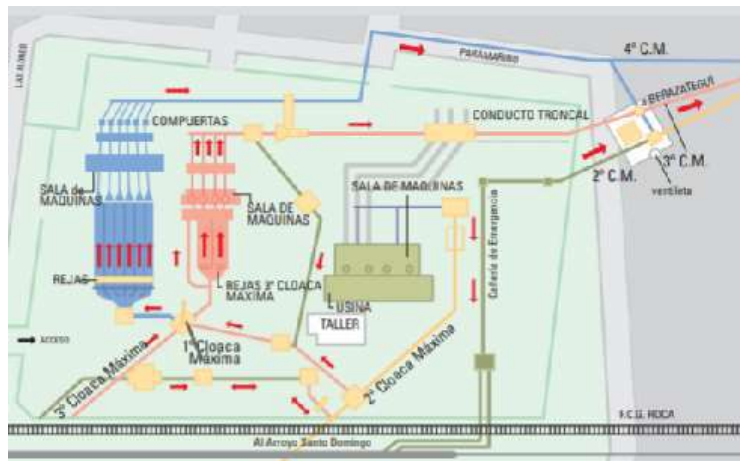 LAS FLORES
PARAMARIBO
4º C.M.
A BERAZATEGUI
COMPUERTAS
CONDUCTO TRONCAL
3º C.M.
2º C.M.
ventileta
SALA de
MAQUINAS
SALA DE
MAQUINAS
SALA DE MAQUINAS
Cañería de Emergencia
REJAS
REJAS 3º CLOACA
MAXIMA
USINA
TALLER
ACCESO
1º Cloaca
Máxima
3º Cloaca Máxima
2º Cloaca Máxima
F.C.G. ROCA
Al Arroyo Santo Domingo